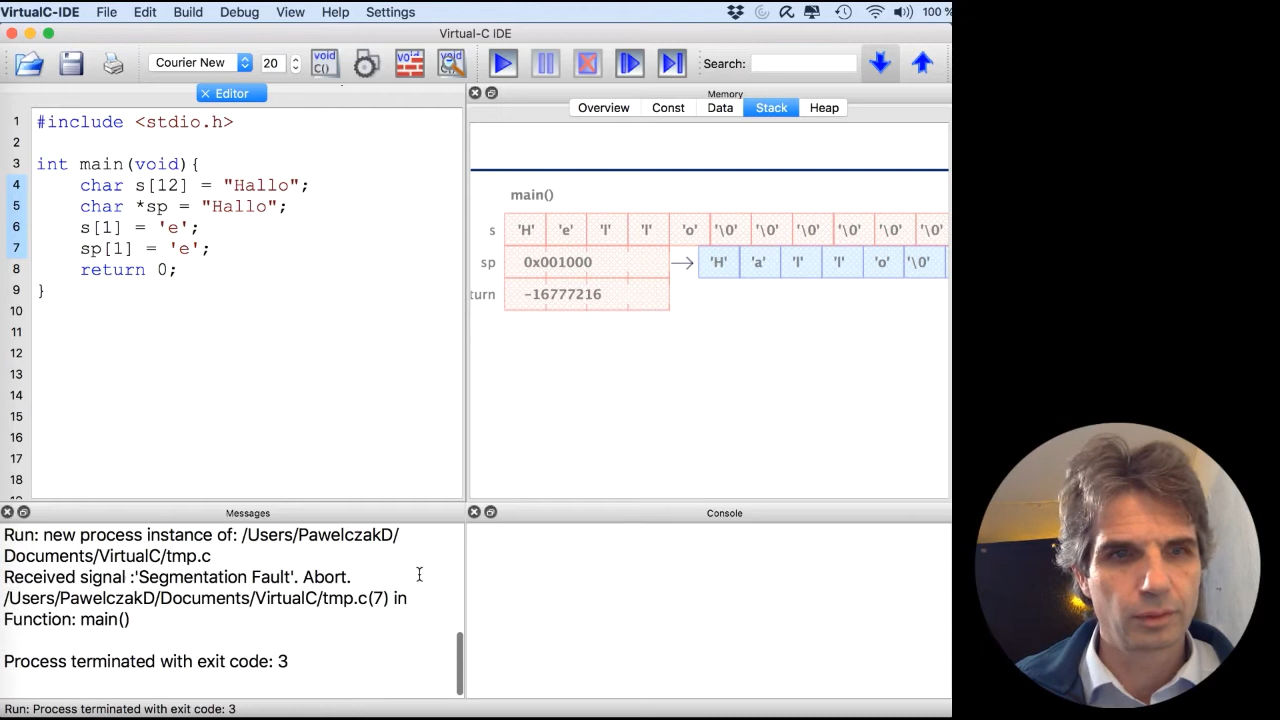 VirtualC-IDE File Edit Build Debug View Help Settings 100 %
Virtual-C IDE
Courier New 20 void C() Search:
Editor
Memory
Overview Const Data Stack Heap
1 #include <stdio.h>
2
3 int main(void){
4 char s[12] = "Hallo";
5 char *sp = "Hallo";
6 s[1] = 'e';
7 sp[1] = 'e';
8 return 0;
9 }
10
11
12
13
14
15
16
17
18
main()
s 'H' 'e' 'l' 'l' 'o' '\0' '\0' '\0' '\0' '\0' '\0'
sp 0x001000 'H' 'a' 'l' 'l' 'o' '\0'
turn -16777216
Messages
Run: new process instance of: /Users/PawelczakD/
Documents/VirtualC/tmp.c
Received signal :'Segmentation Fault'. Abort.
/Users/PawelczakD/Documents/VirtualC/tmp.c(7) in
Function: main()
Process terminated with exit code: 3
Console
Run: Process terminated with exit code: 3